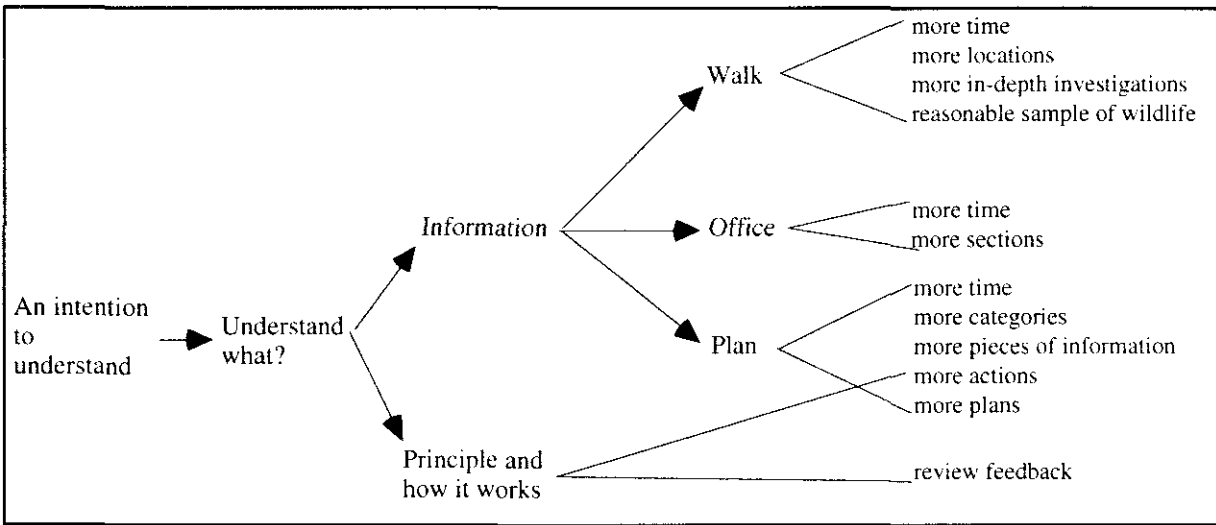 An intention
to
understand
Understand
what?
Information
Principle and
how it works
Walk
Office
Plan
more time
more locations
more in-depth investigations
reasonable sample of wildlife
more time
more sections
more time
more categories
more pieces of information
more actions
more plans
review feedback